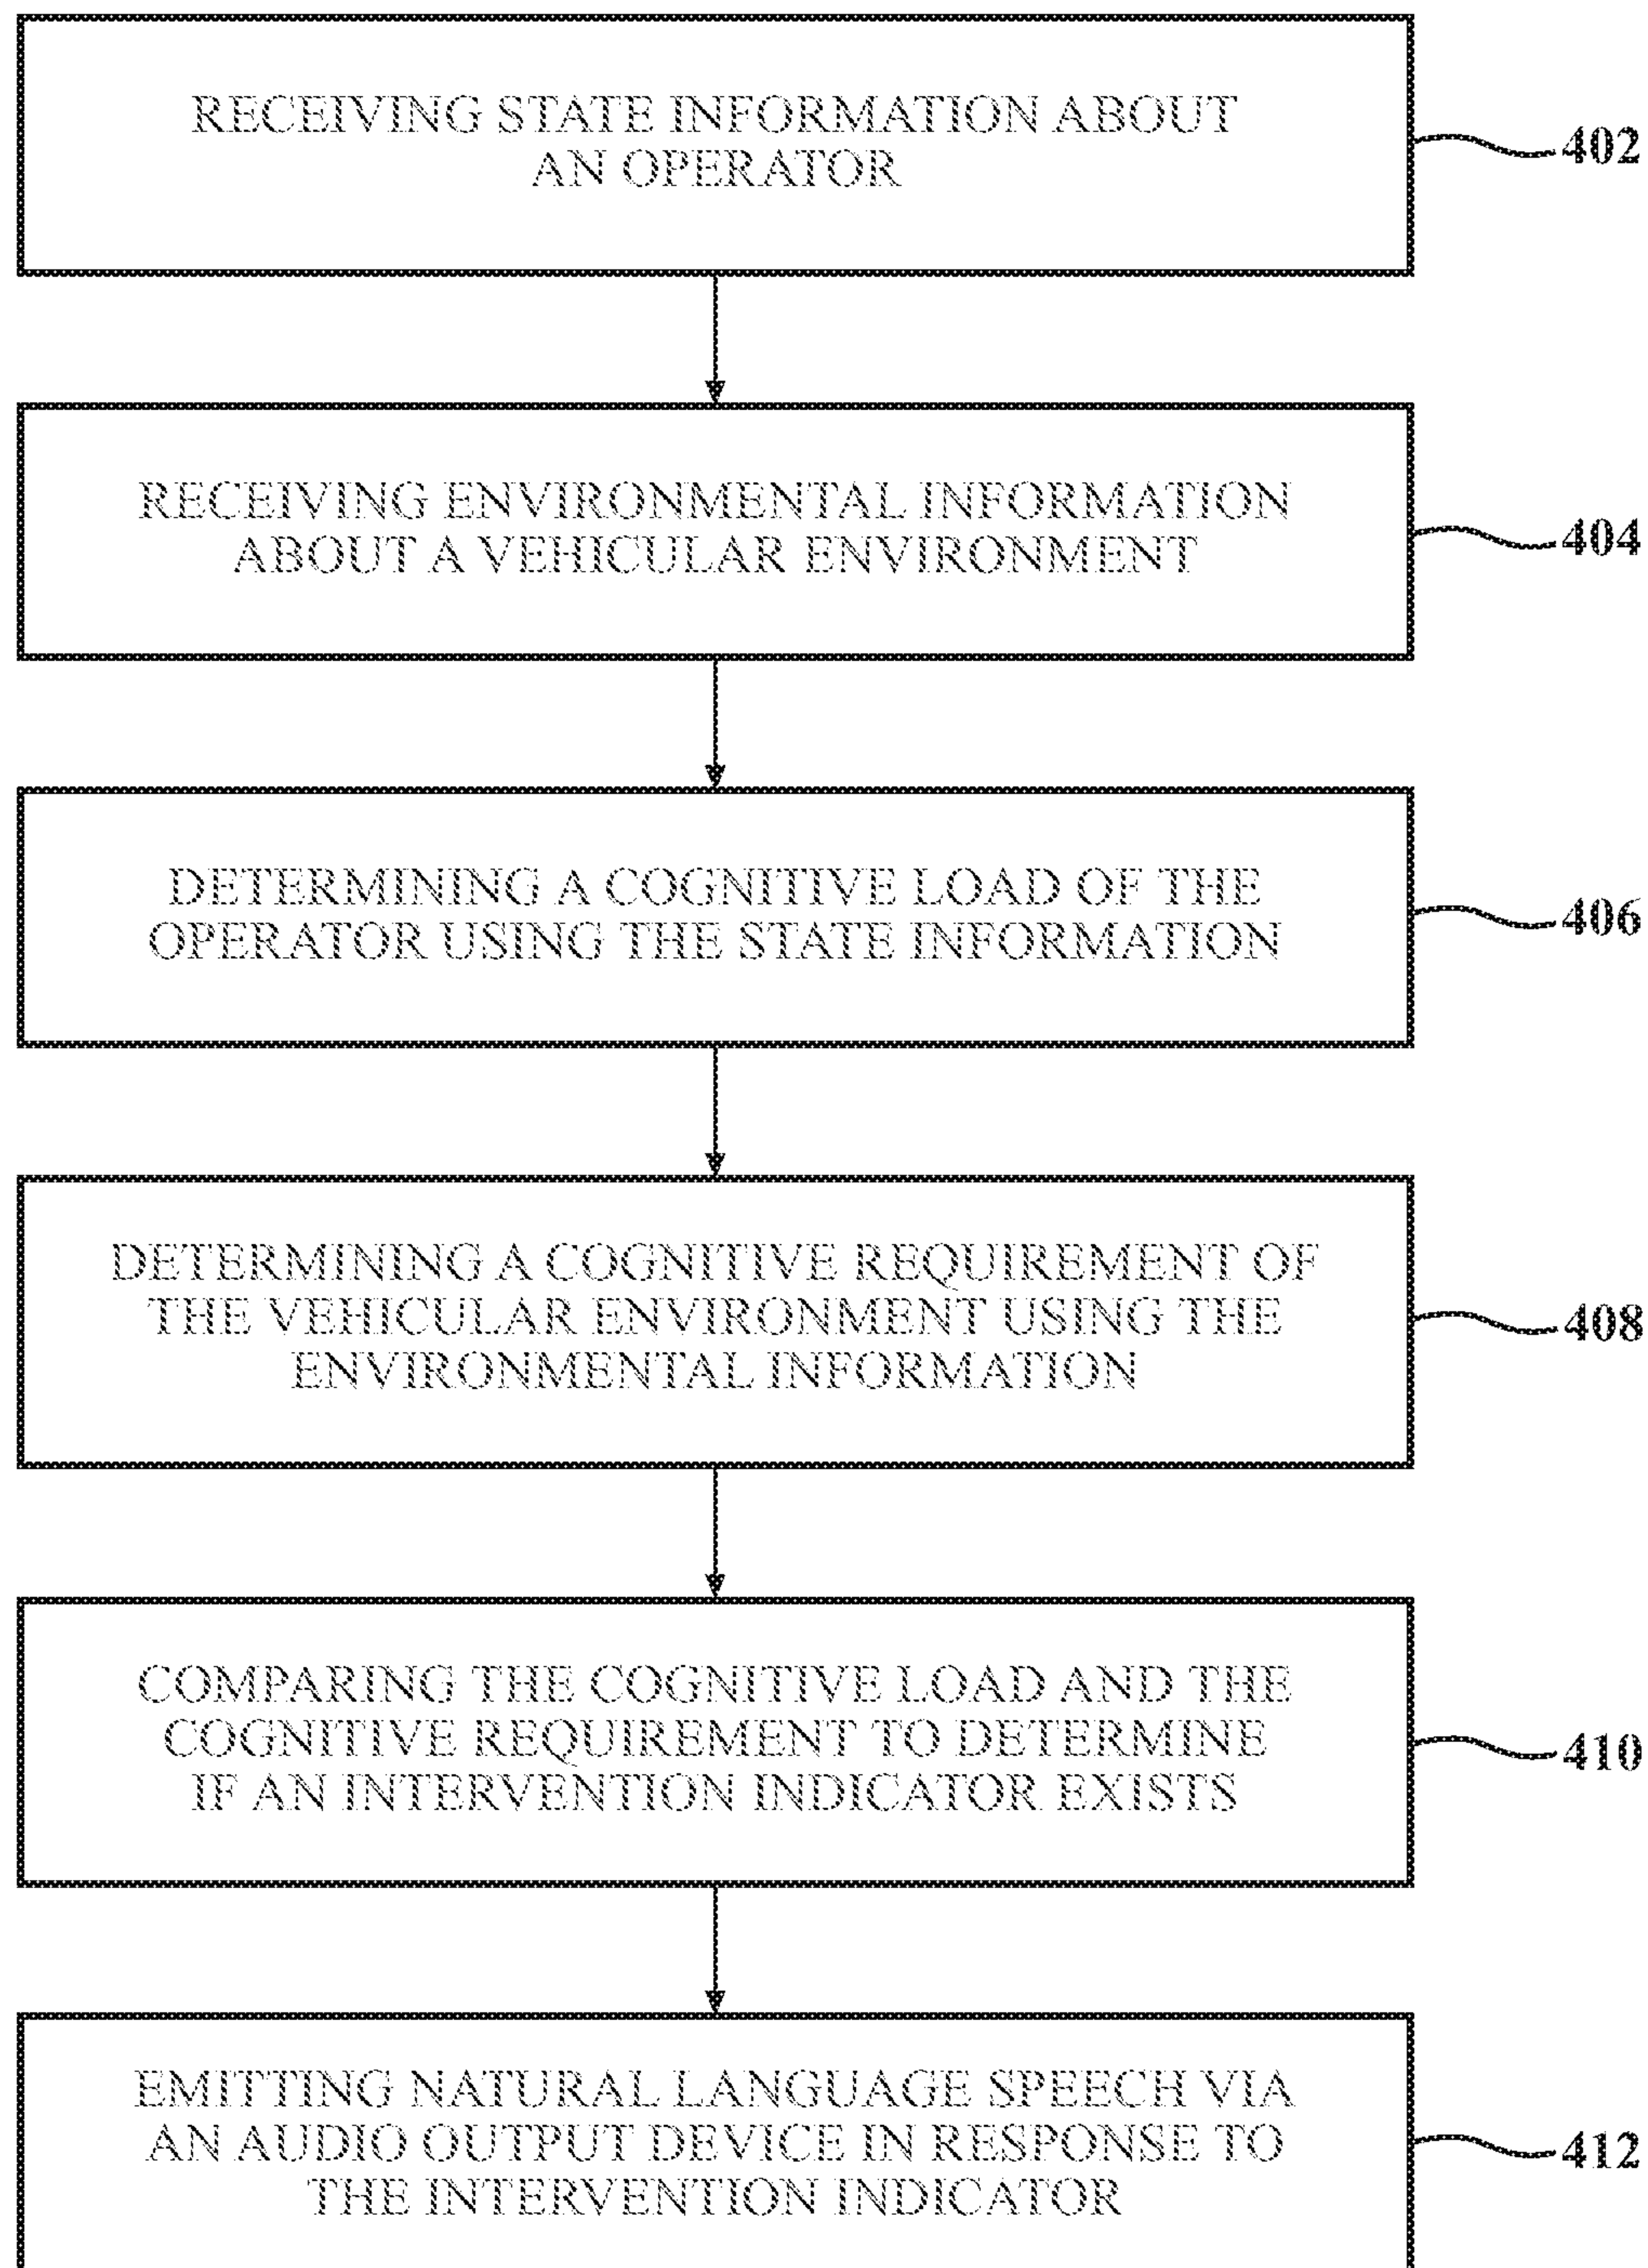 RECEIVING STATE INFORMATION ABOUT
AN OPERATOR
402
RECEIVING ENVIRONMENTAL INFORMATION
ABOUT A VEHICULAR ENVIRONMENT
404
DETERMINING A COGNITIVE LOAD OF THE
OPERATOR USING THE STATE INFORMATION
406
DETERMINING A COGNITIVE REQUIREMENT OF
THE VEHICULAR ENVIRONMENT USING THE
ENVIRONMENTAL INFORMATION
408
COMPARING THE COGNITIVE LOAD AND THE
COGNITIVE REQUIREMENT TO DETERMINE
IF AN INTERVENTION INDICATOR EXISTS
410
EMITTING NATURAL LANGUAGE SPEECH VIA
AN AUDIO OUTPUT DEVICE IN RESPONSE TO
THE INTERVENTION INDICATOR
412